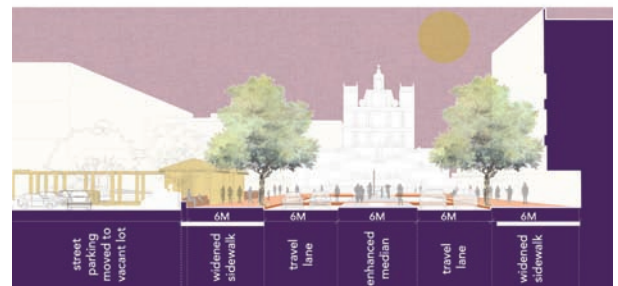 6M
6M
6M
6M
6M
street
parking
moved to
vacant lot
widened
sidewalk
travel
lane
enhanced
median
travel
lane
widened
sidewalk